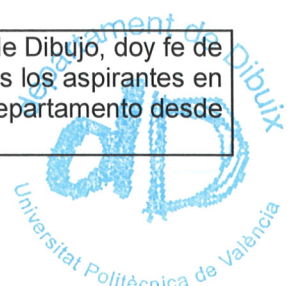 de Dibujo, doy fe de
s los aspirantes en
epartamento desde
Departament de Dibuix
dD
Universitat Politècnica de València